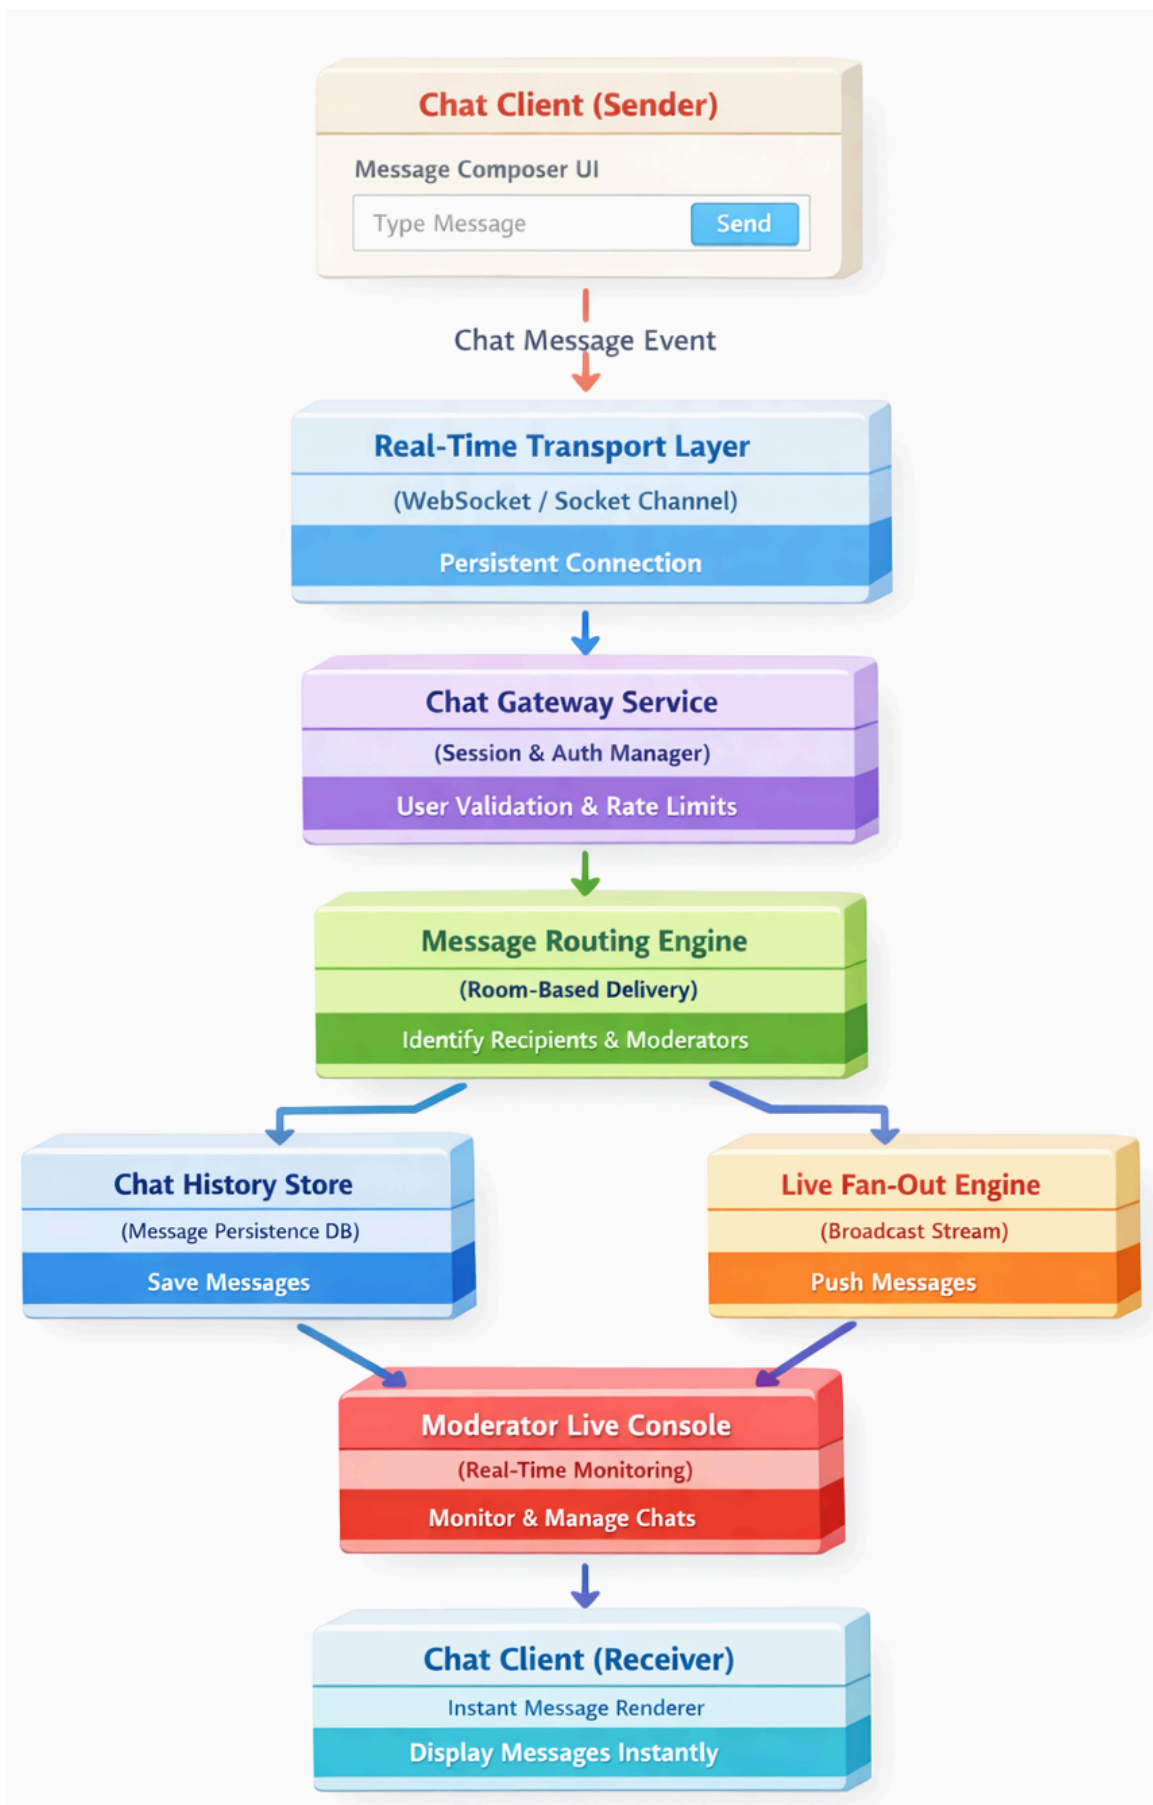 Chat Client (Sender)
Message Composer UI
Type Message
Send
Chat Message Event
Real-Time Transport Layer
(WebSocket / Socket Channel)
Persistent Connection
Chat Gateway Service
(Session & Auth Manager)
User Validation & Rate Limits
Message Routing Engine
(Room-Based Delivery)
Identify Recipients & Moderators
Chat History Store
(Message Persistence DB)
Save Messages
Live Fan-Out Engine
(Broadcast Stream)
Push Messages
Moderator Live Console
(Real-Time Monitoring)
Monitor & Manage Chats
Chat Client (Receiver)
Instant Message Renderer
Display Messages Instantly